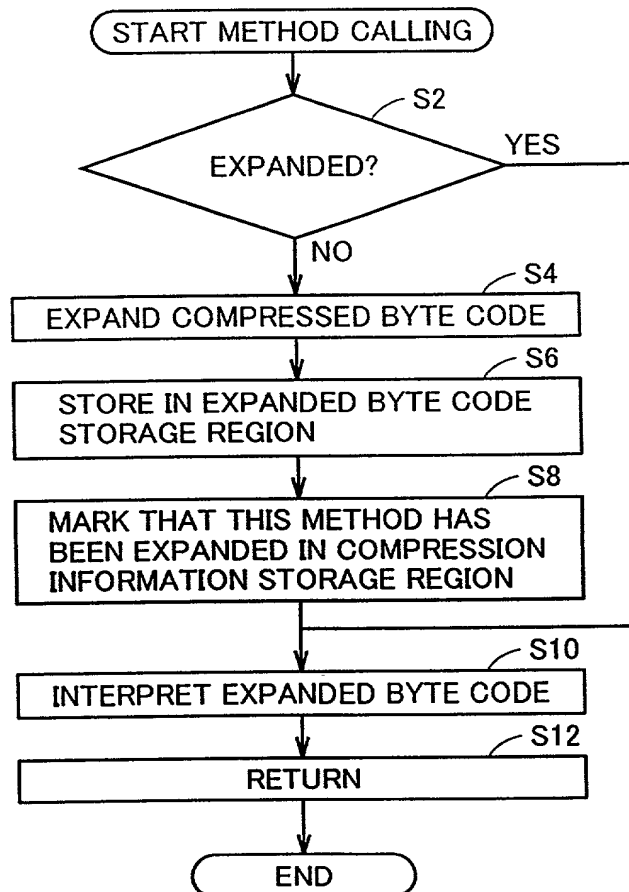 START METHOD CALLING
S2
EXPANDED?
YES
NO
S4
EXPAND COMPRESSED BYTE CODE
S6
STORE IN EXPANDED BYTE CODE
STORAGE REGION
S8
MARK THAT THIS METHOD HAS
BEEN EXPANDED IN COMPRESSION
INFORMATION STORAGE REGION
S10
INTERPRET EXPANDED BYTE CODE
S12
RETURN
END